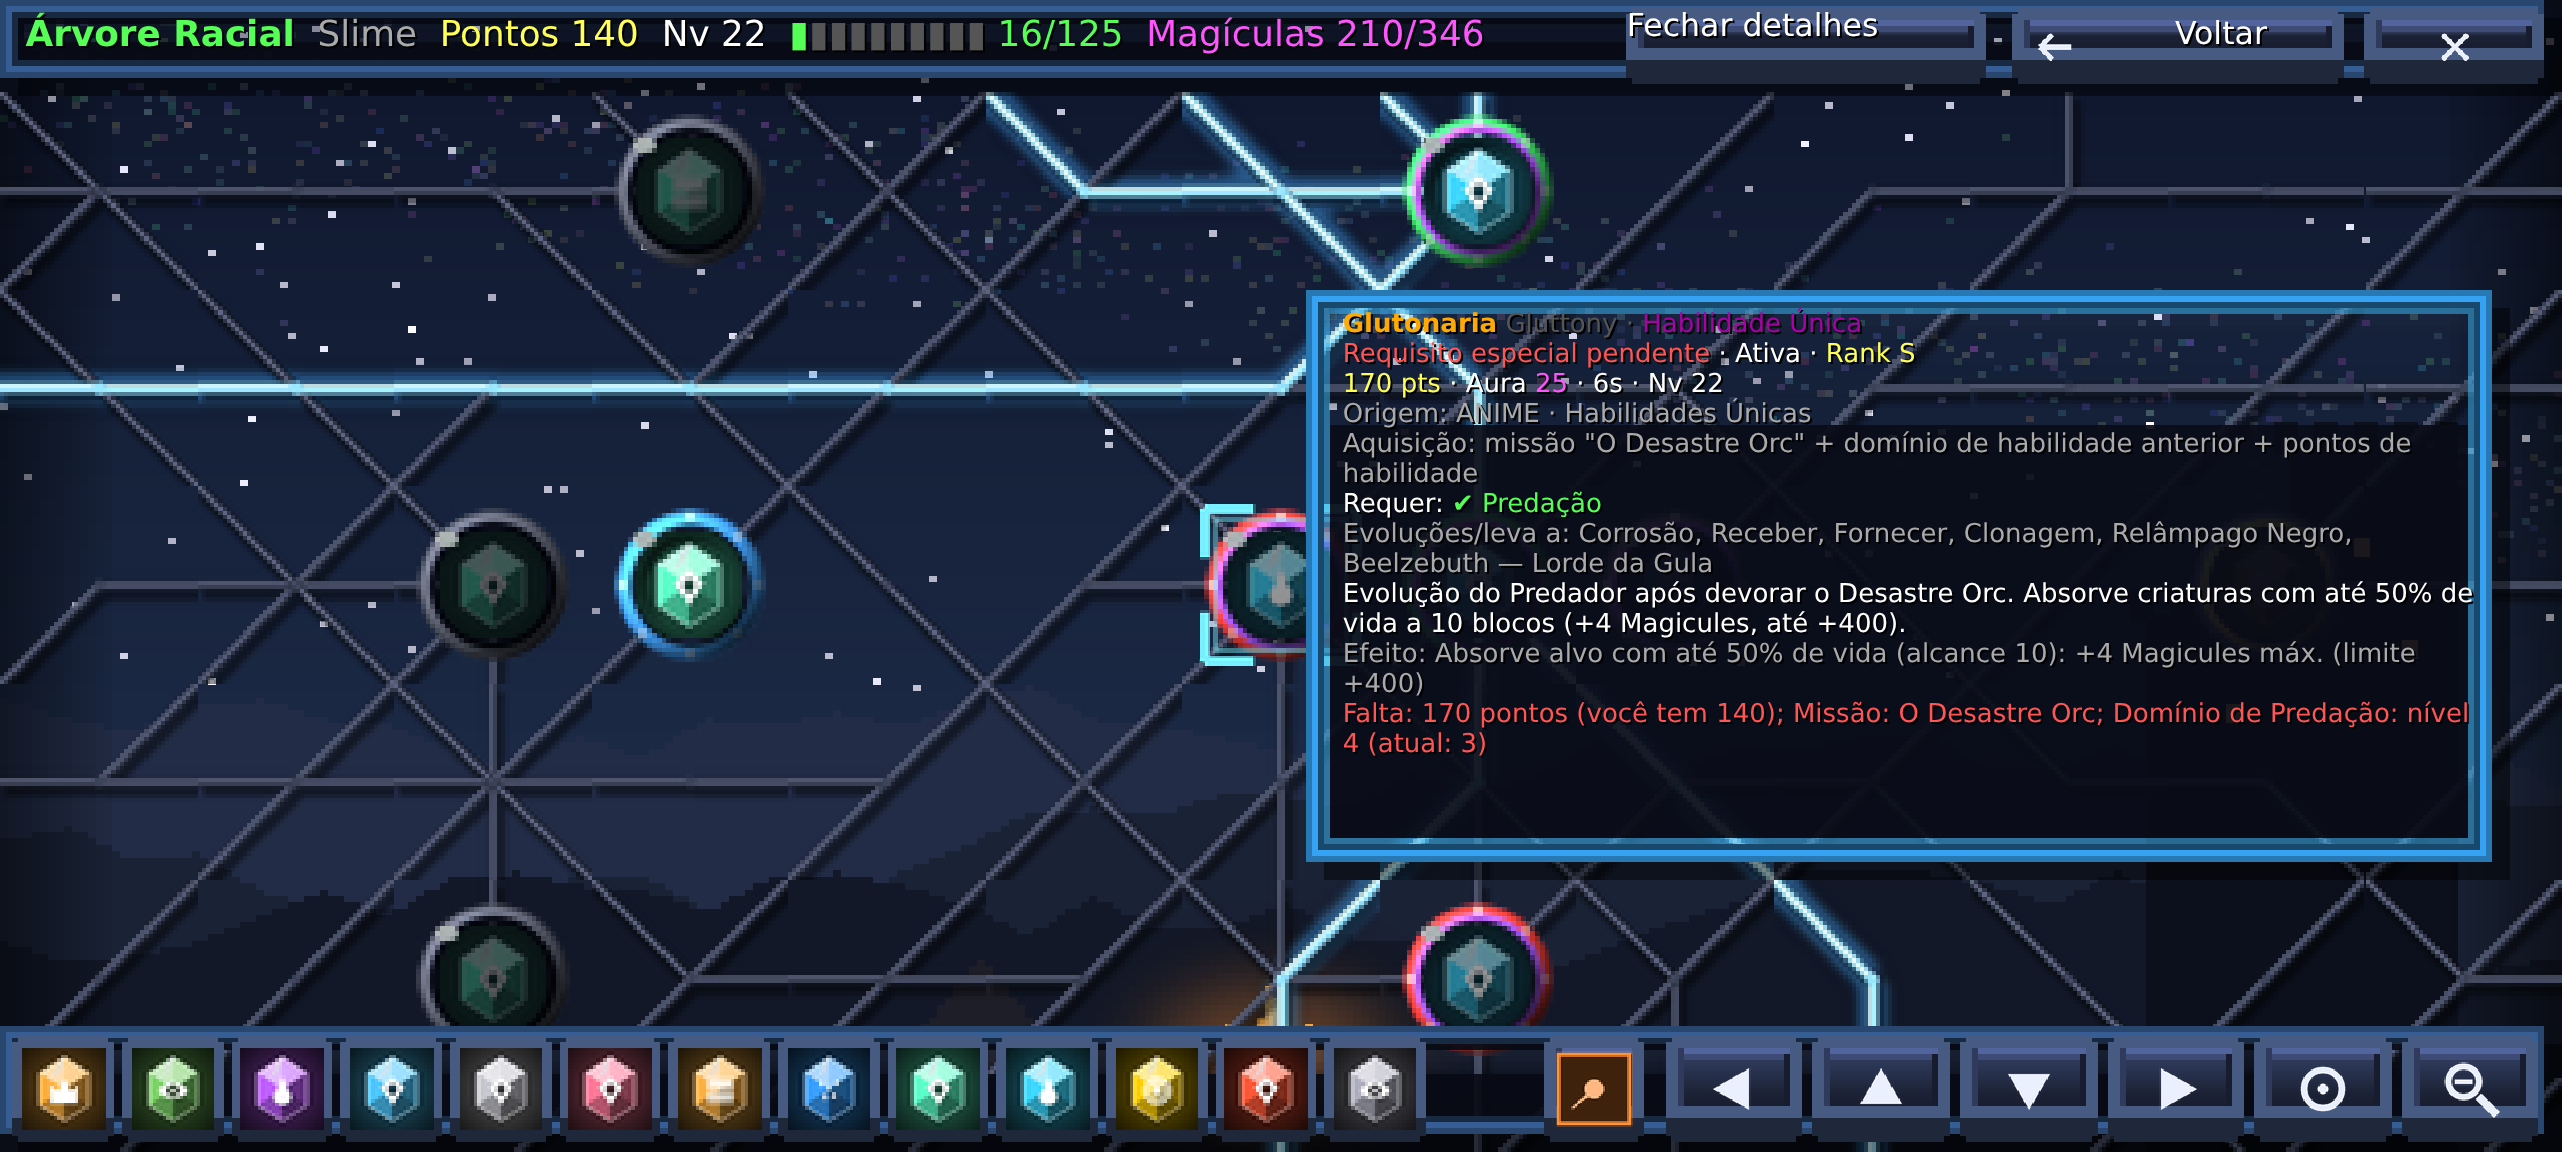 Árvore Racial Slime Pontos 140 Nv 22 16/125 Magículas 210/346 Fechar detalhes Voltar
Glutonaria Gluttony · Habilidade Única
Requisito especial pendente · Ativa · Rank S
170 pts · Aura 25 · 6s · Nv 22
Origem: ANIME · Habilidades Únicas
Aquisição: missão "O Desastre Orc" + domínio de habilidade anterior + pontos de
habilidade
Requer: ✔ Predação
Evoluções/leva a: Corrosão, Receber, Fornecer, Clonagem, Relâmpago Negro,
Beelzebuth — Lorde da Gula
Evolução do Predador após devorar o Desastre Orc. Absorve criaturas com até 50% de
vida a 10 blocos (+4 Magicules, até +400).
Efeito: Absorve alvo com até 50% de vida (alcance 10): +4 Magicules máx. (limite
+400)
Falta: 170 pontos (você tem 140); Missão: O Desastre Orc; Domínio de Predação: nível
4 (atual: 3)